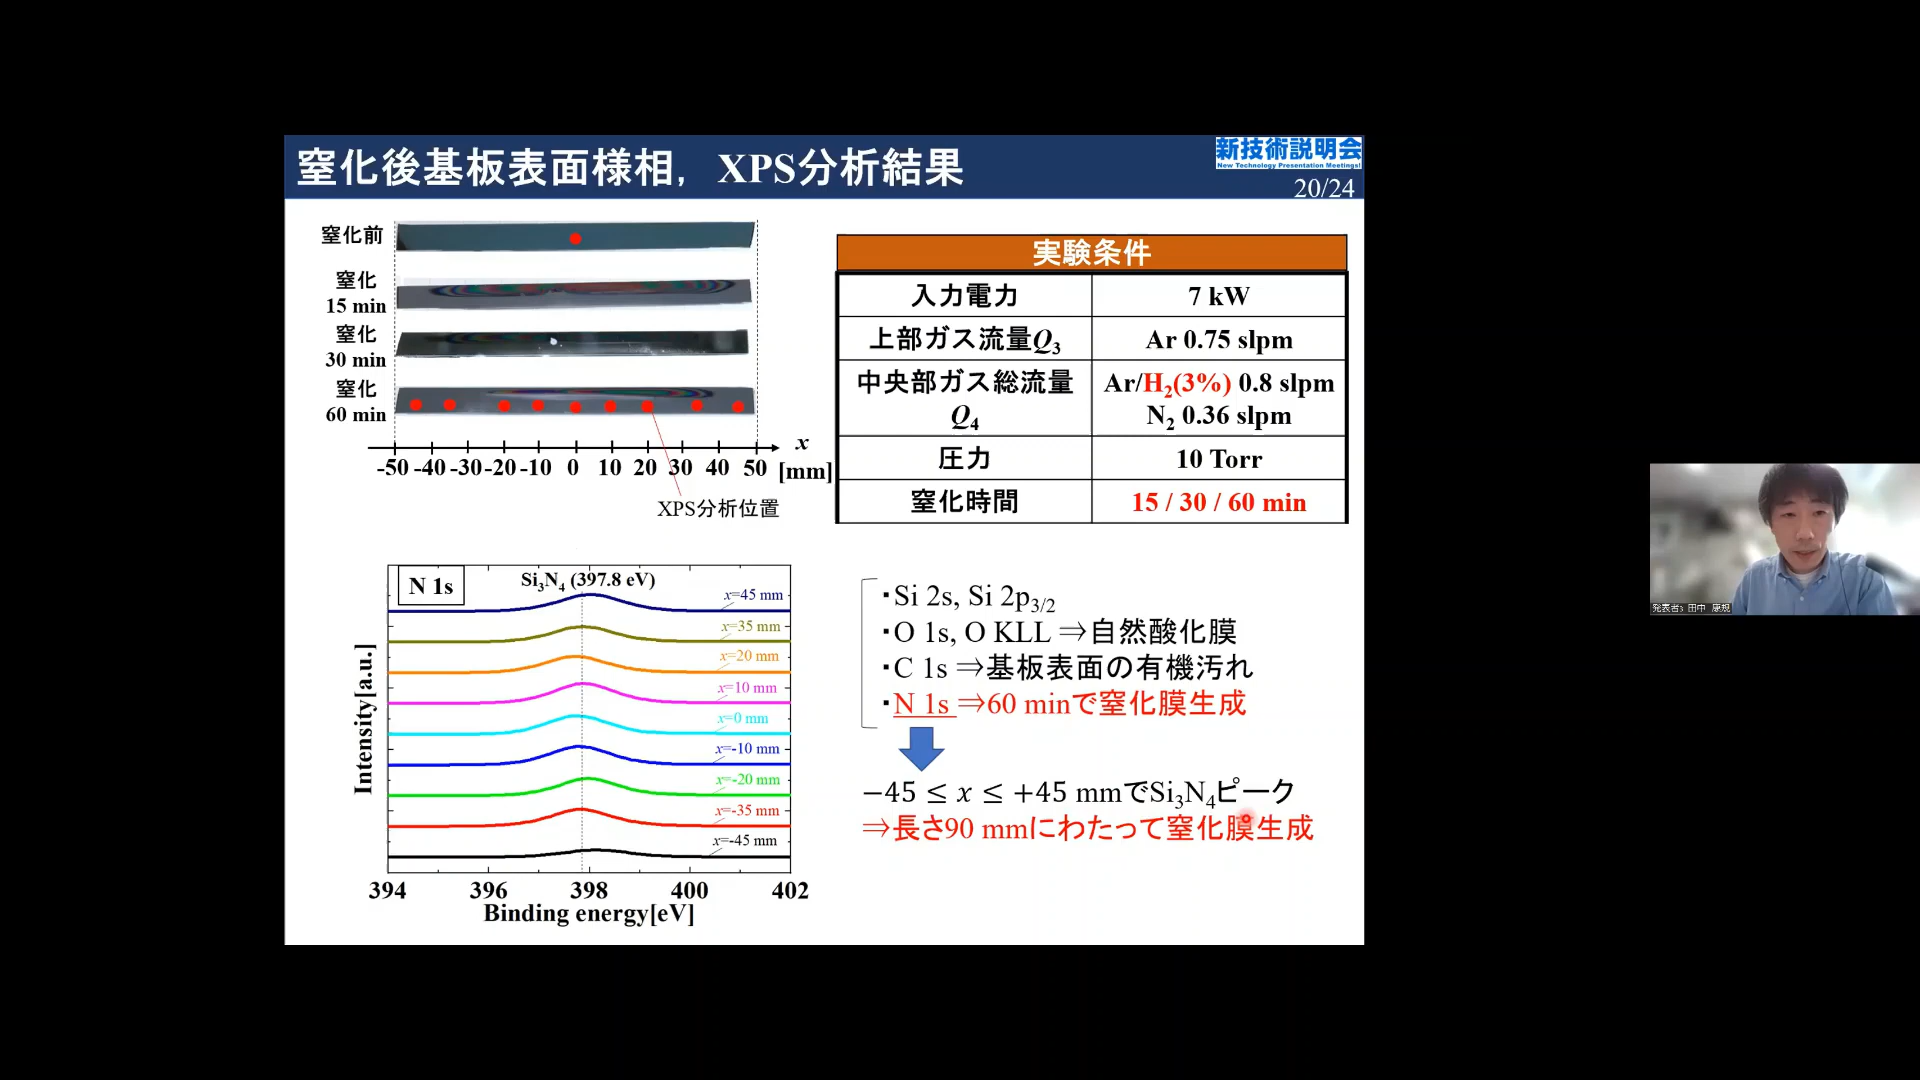 窒化後基板表面様相，XPS分析結果
新技術説明会
New Technology Presentation Meetings!
20/24
窒化前
窒化
15 min
窒化
30 min
窒化
60 min
-50 -40 -30 -20 -10 0 10 20 30 40 50
x
[mm]
XPS分析位置
実験条件
入力電力 7 kW
上部ガス流量Q3 Ar 0.75 slpm
中央部ガス総流量 Q4 Ar/H2(3%) 0.8 slpm
N2 0.36 slpm
圧力 10 Torr
窒化時間 15 / 30 / 60 min
N 1s
Si3N4 (397.8 eV)
x=45 mm
x=35 mm
x=20 mm
x=10 mm
x=0 mm
x=-10 mm
x=-20 mm
x=-35 mm
x=-45 mm
Intensity[a.u.]
394 396 398 400 402
Binding energy[eV]
・Si 2s, Si 2p3/2
・O 1s, O KLL ⇒自然酸化膜
・C 1s ⇒基板表面の有機汚れ
・N 1s ⇒60 minで窒化膜生成
−45 ≤ x ≤ +45 mmでSi3N4ピーク
⇒長さ90 mmにわたって窒化膜生成
発表者3 田中 康規